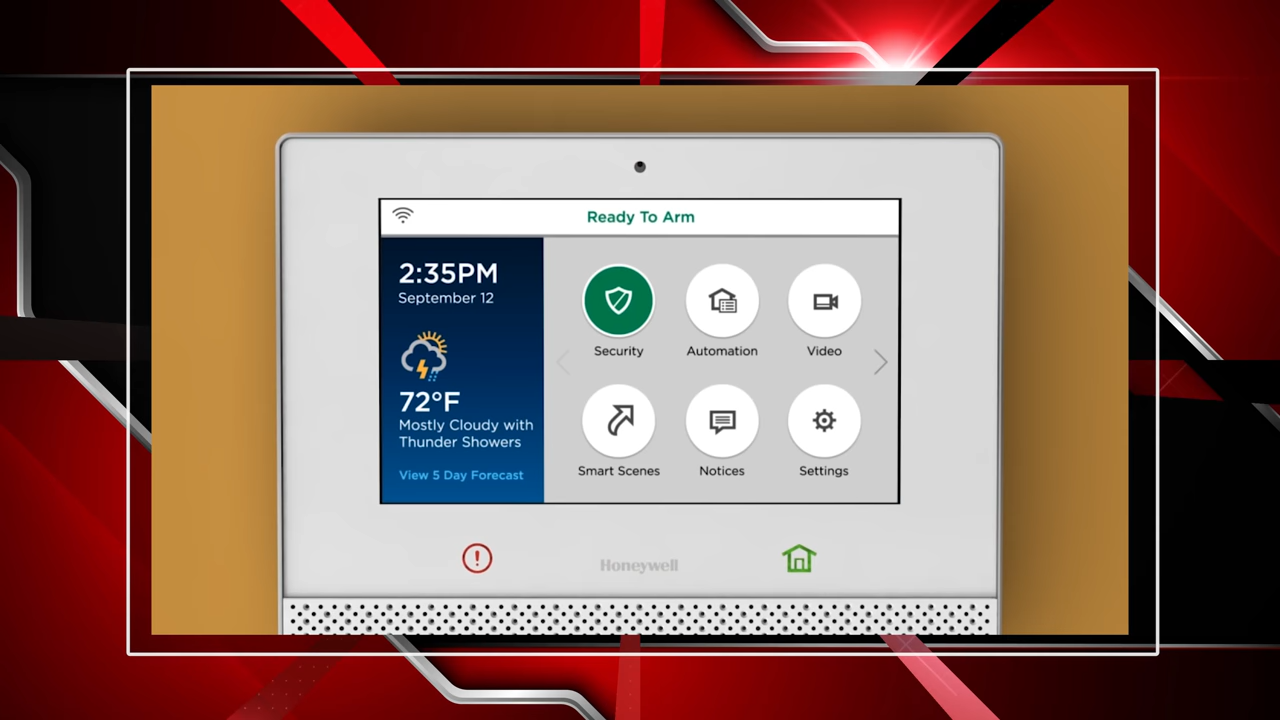 Ready To Arm
2:35PM
September 12
72°F
Mostly Cloudy with
Thunder Showers
View 5 Day Forecast
Security
Automation
Video
Smart Scenes
Notices
Settings
Honeywell